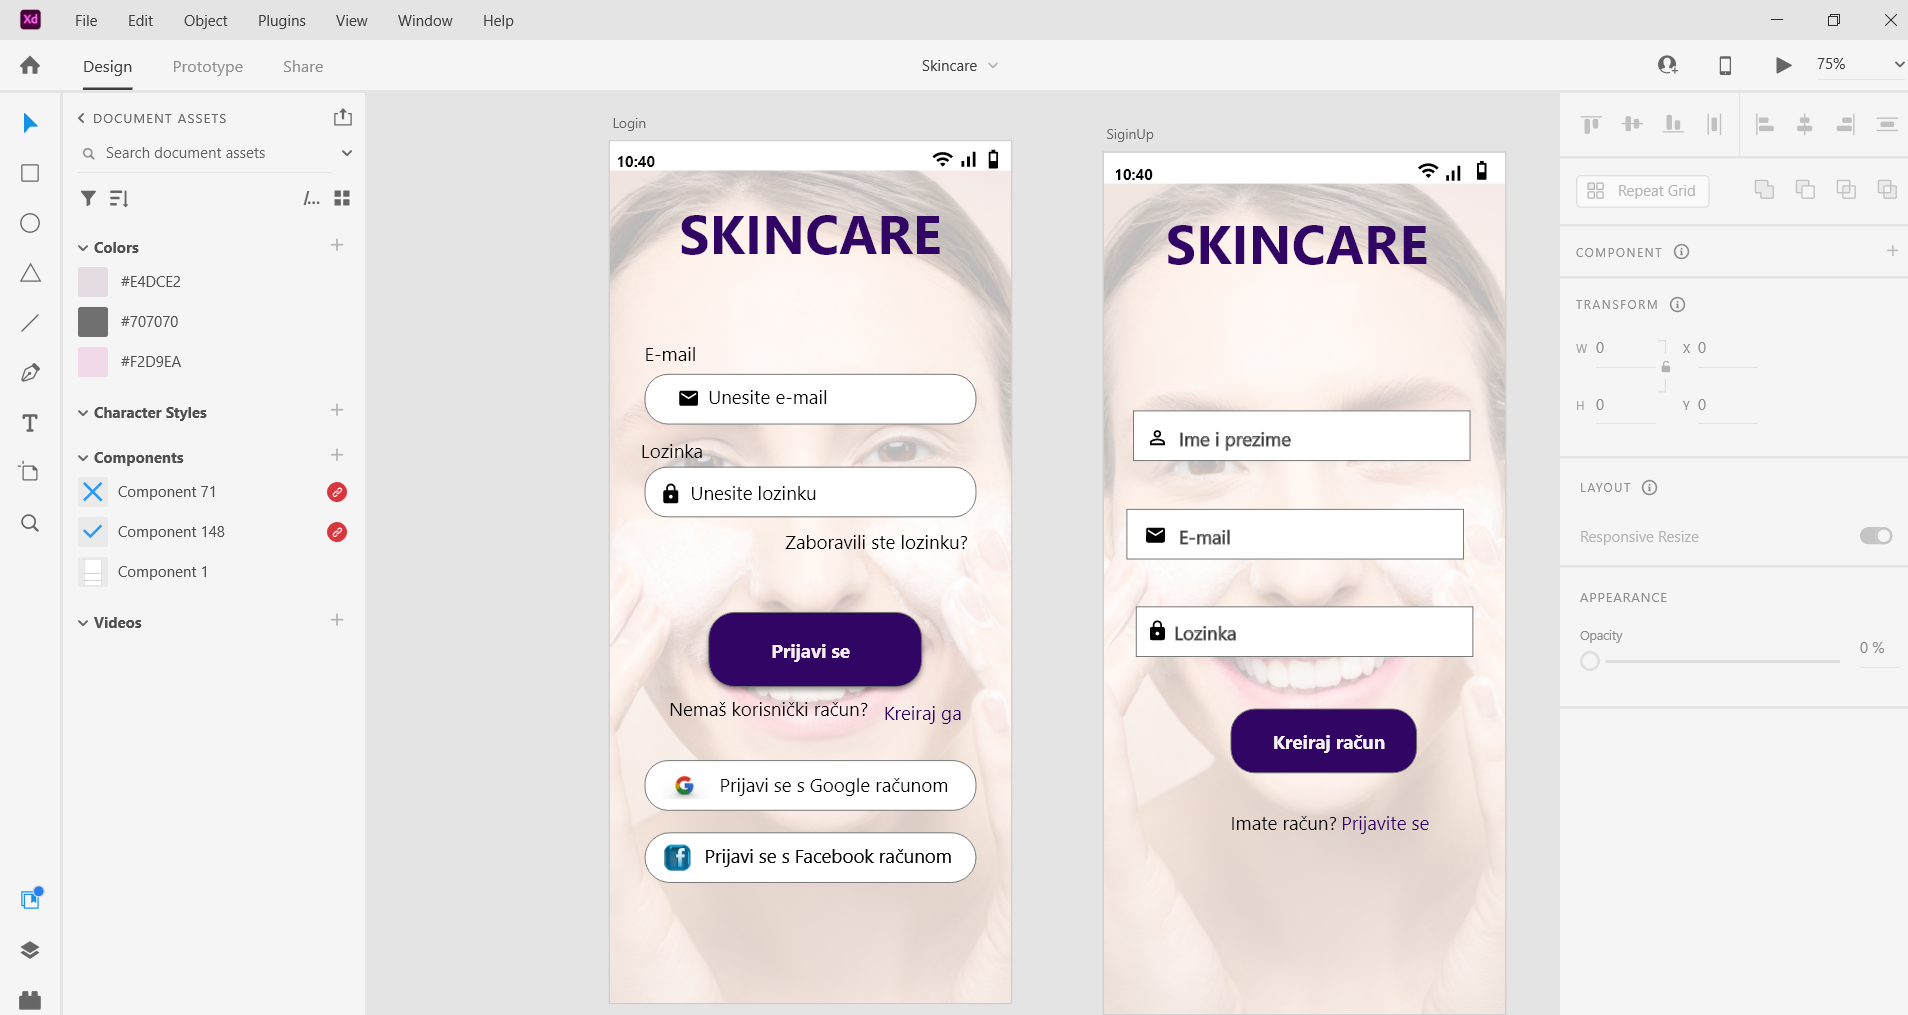 Xd File Edit Object Plugins View Window Help
Design Prototype Share Skincare 75%
DOCUMENT ASSETS
Search document assets
/...
Colors
#E4DCE2
#707070
#F2D9EA
Character Styles
Components
Component 71
Component 148
Component 1
Videos
Login
10:40
SKINCARE
E-mail
Unesite e-mail
Lozinka
Unesite lozinku
Zaboravili ste lozinku?
Prijavi se
Nemaš korisnički račun? Kreiraj ga
G Prijavi se s Google računom
f Prijavi se s Facebook računom
SiginUp
10:40
SKINCARE
Ime i prezime
E-mail
Lozinka
Kreiraj račun
Imate račun? Prijavite se
Repeat Grid
COMPONENT
TRANSFORM
W 0 X 0
H 0 Y 0
LAYOUT
Responsive Resize
APPEARANCE
Opacity
0 %